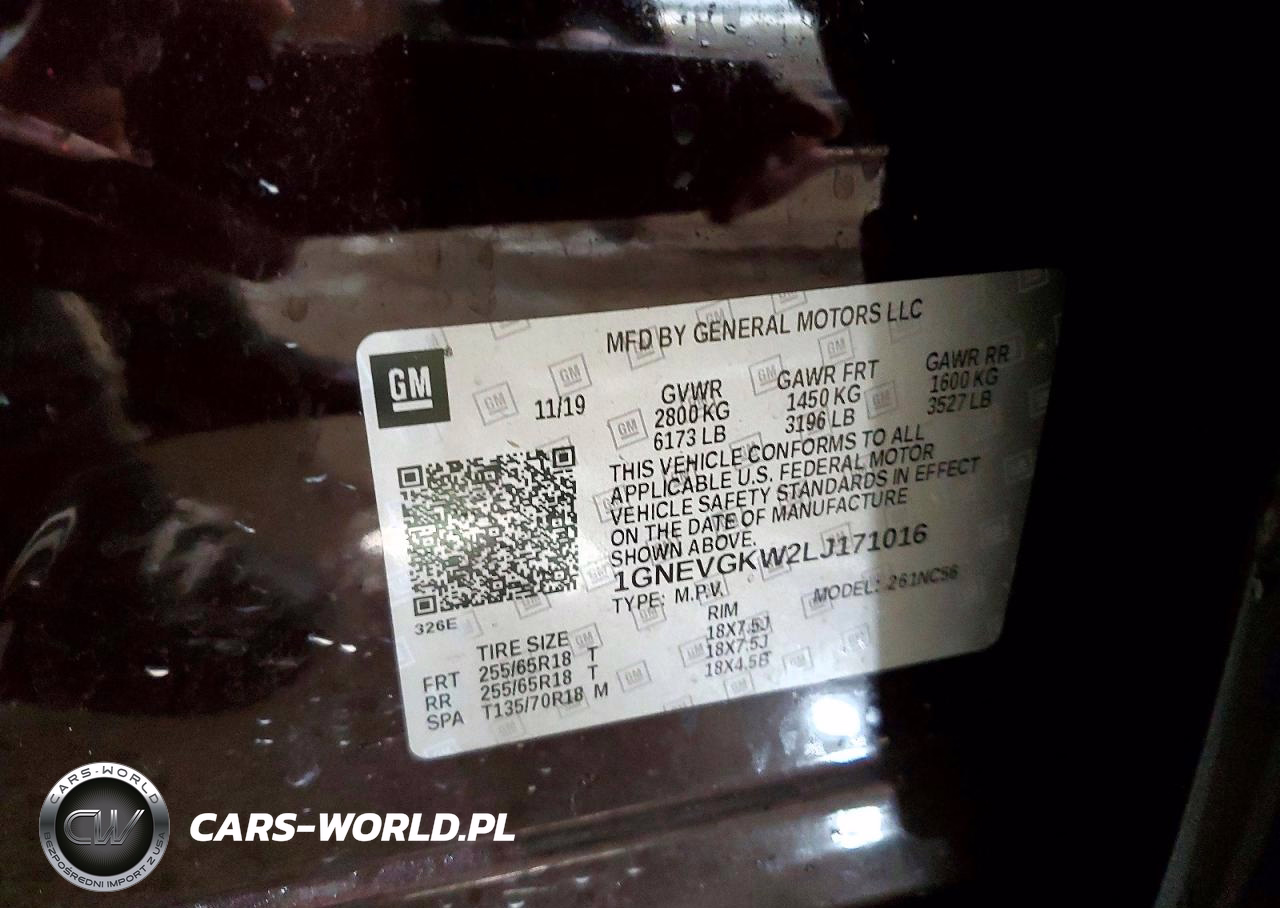 MFD BY GENERAL MOTORS LLC
GM
11/19
GVWR GAWR FRT GAWR RR
2800 KG 1450 KG 1600 KG
6173 LB 3196 LB 3527 LB
THIS VEHICLE CONFORMS TO ALL
APPLICABLE U.S. FEDERAL MOTOR
VEHICLE SAFETY STANDARDS IN EFFECT
ON THE DATE OF MANUFACTURE
SHOWN ABOVE.
1GNEVGKW2LJ171016
TYPE: M.P.V. MODEL: 261NC56
326E
TIRE SIZE RIM
FRT 255/65R18 T 18X7.5J
RR 255/65R18 T 18X7.5J
SPA T135/70R18 M 18X4.5B
CARS-WORLD
CW
BEZPOŚREDNI IMPORT Z USA
CARS-WORLD.PL